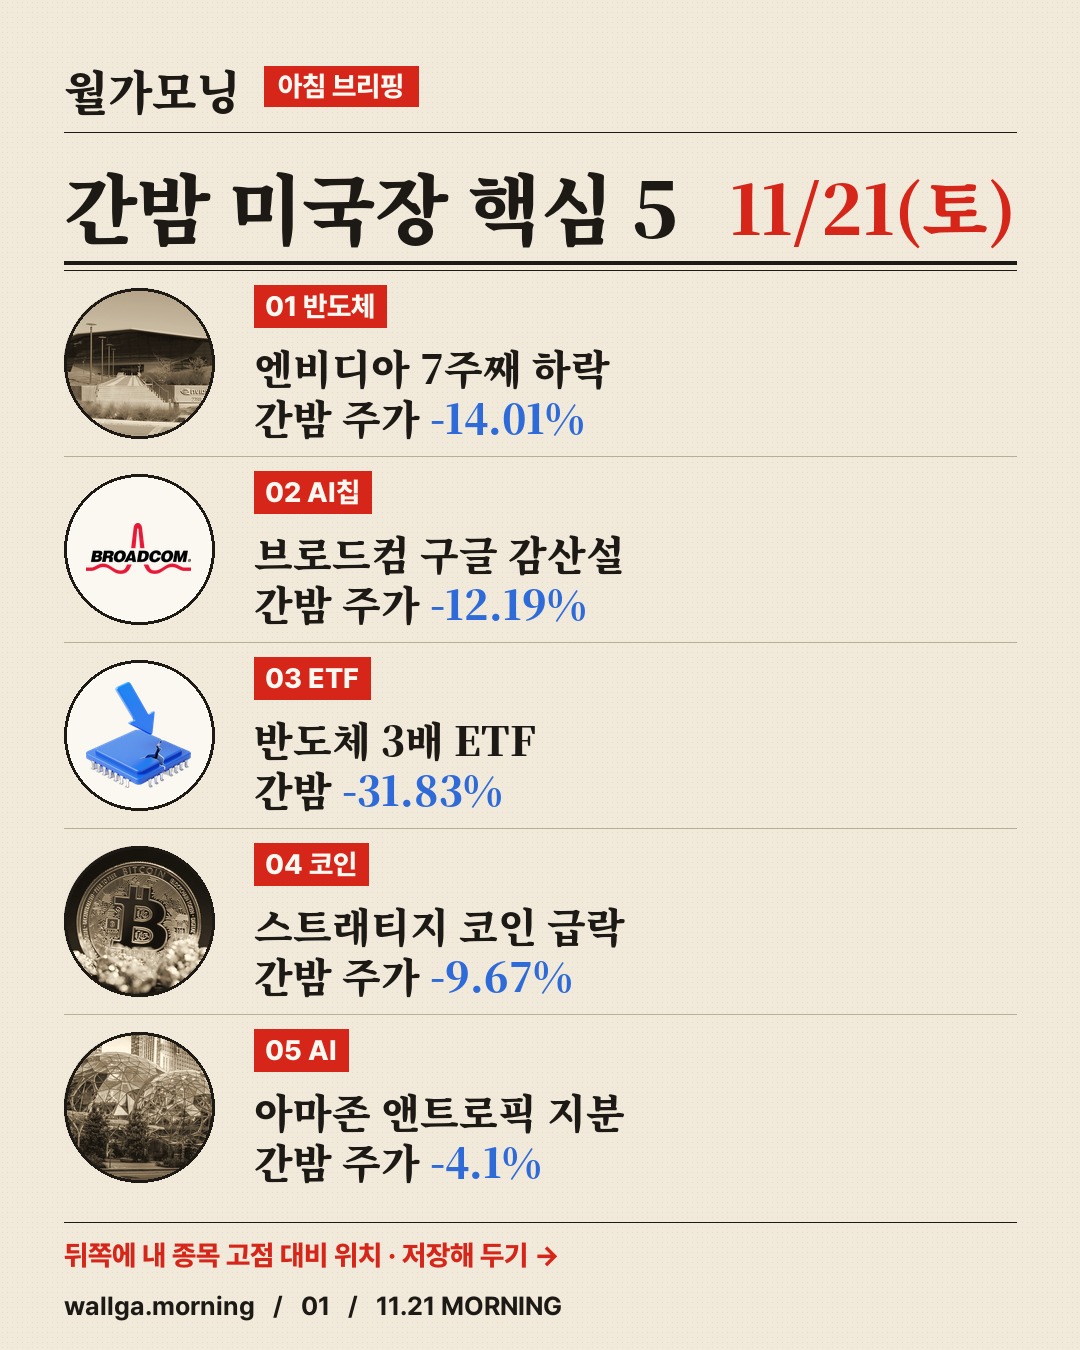 월가모닝 아침 브리핑
간밤 미국장 핵심 5 11/21(토)
01 반도체
엔비디아 7주째 하락
간밤 주가 -14.01%
02 AI칩
BROADCOM
브로드컴 구글 감산설
간밤 주가 -12.19%
03 ETF
반도체 3배 ETF
간밤 -31.83%
04 코인
BITCOIN
스트래티지 코인 급락
간밤 주가 -9.67%
05 AI
아마존 앤트로픽 지분
간밤 주가 -4.1%
뒤쪽에 내 종목 고점 대비 위치 · 저장해 두기 →
wallga.morning / 01 / 11.21 MORNING